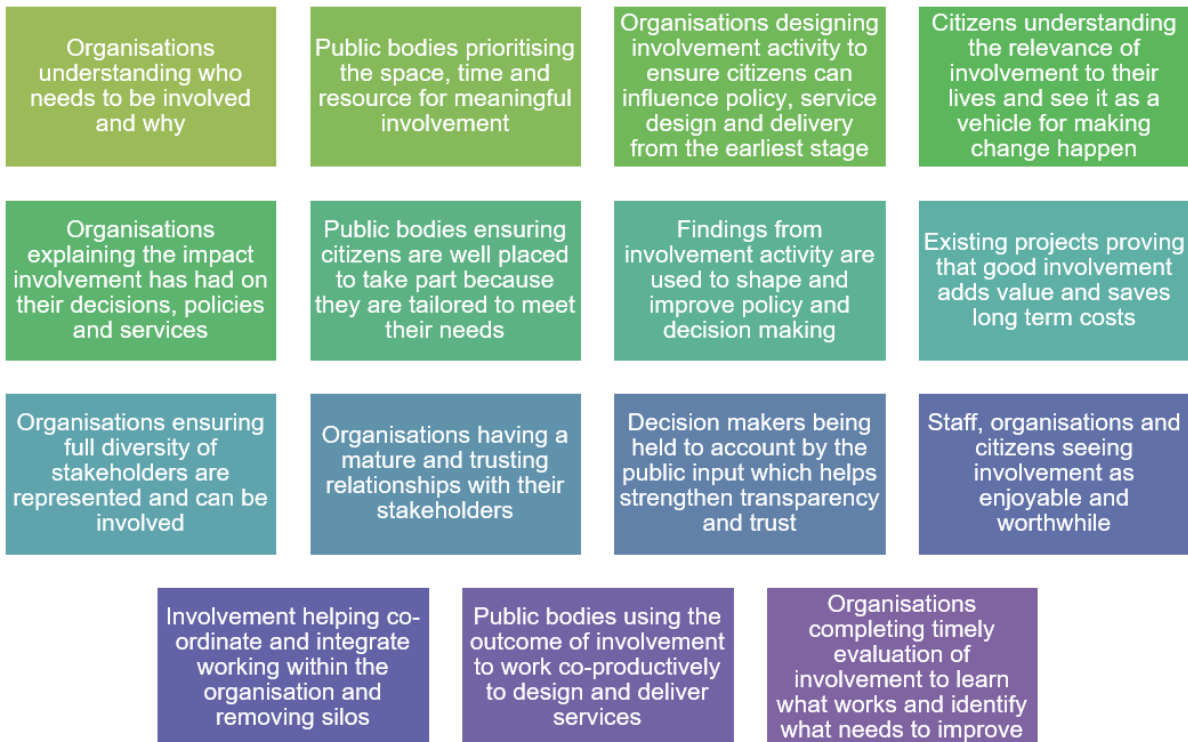 Organisations
understanding who
needs to be involved
and why
Public bodies prioritising
the space, time and
resource for meaningful
involvement
Organisations designing
involvement activity to
ensure citizens can
influence policy, service
design and delivery
from the earliest stage
Citizens understanding
the relevance of
involvement to their
lives and see it as a
vehicle for making
change happen
Organisations
explaining the impact
involvement has had on
their decisions, policies
and services
Public bodies ensuring
citizens are well placed
to take part because
they are tailored to meet
their needs
Findings from
involvement activity are
used to shape and
improve policy and
decision making
Existing projects proving
that good involvement
adds value and saves
long term costs
Organisations ensuring
full diversity of
stakeholders are
represented and can be
involved
Organisations having a
mature and trusting
relationships with their
stakeholders
Decision makers being
held to account by the
public input which helps
strengthen transparency
and trust
Staff, organisations and
citizens seeing
involvement as
enjoyable and
worthwhile
Involvement helping co-
ordinate and integrate
working within the
organisation and
removing silos
Public bodies using the
outcome of involvement
to work co-productively
to design and deliver
services
Organisations
completing timely
evaluation of
involvement to learn
what works and identify
what needs to improve